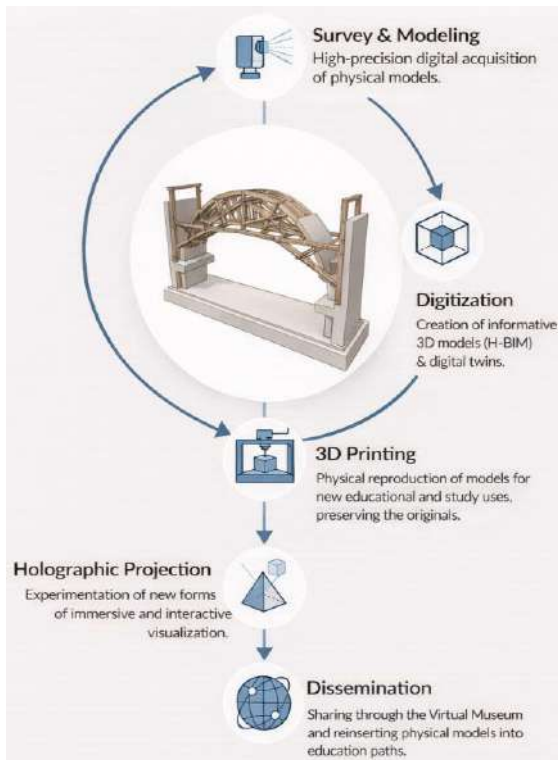 Survey & Modeling
High-precision digital acquisition
of physical models.
Digitization
Creation of informative
3D models (H-BIM)
& digital twins.
3D Printing
Physical reproduction of models for
new educational and study uses,
preserving the originals.
Holographic Projection
Experimentation of new forms
of immersive and interactive
visualization.
Dissemination
Sharing through the Virtual Museum
and reinserting physical models into
education paths.